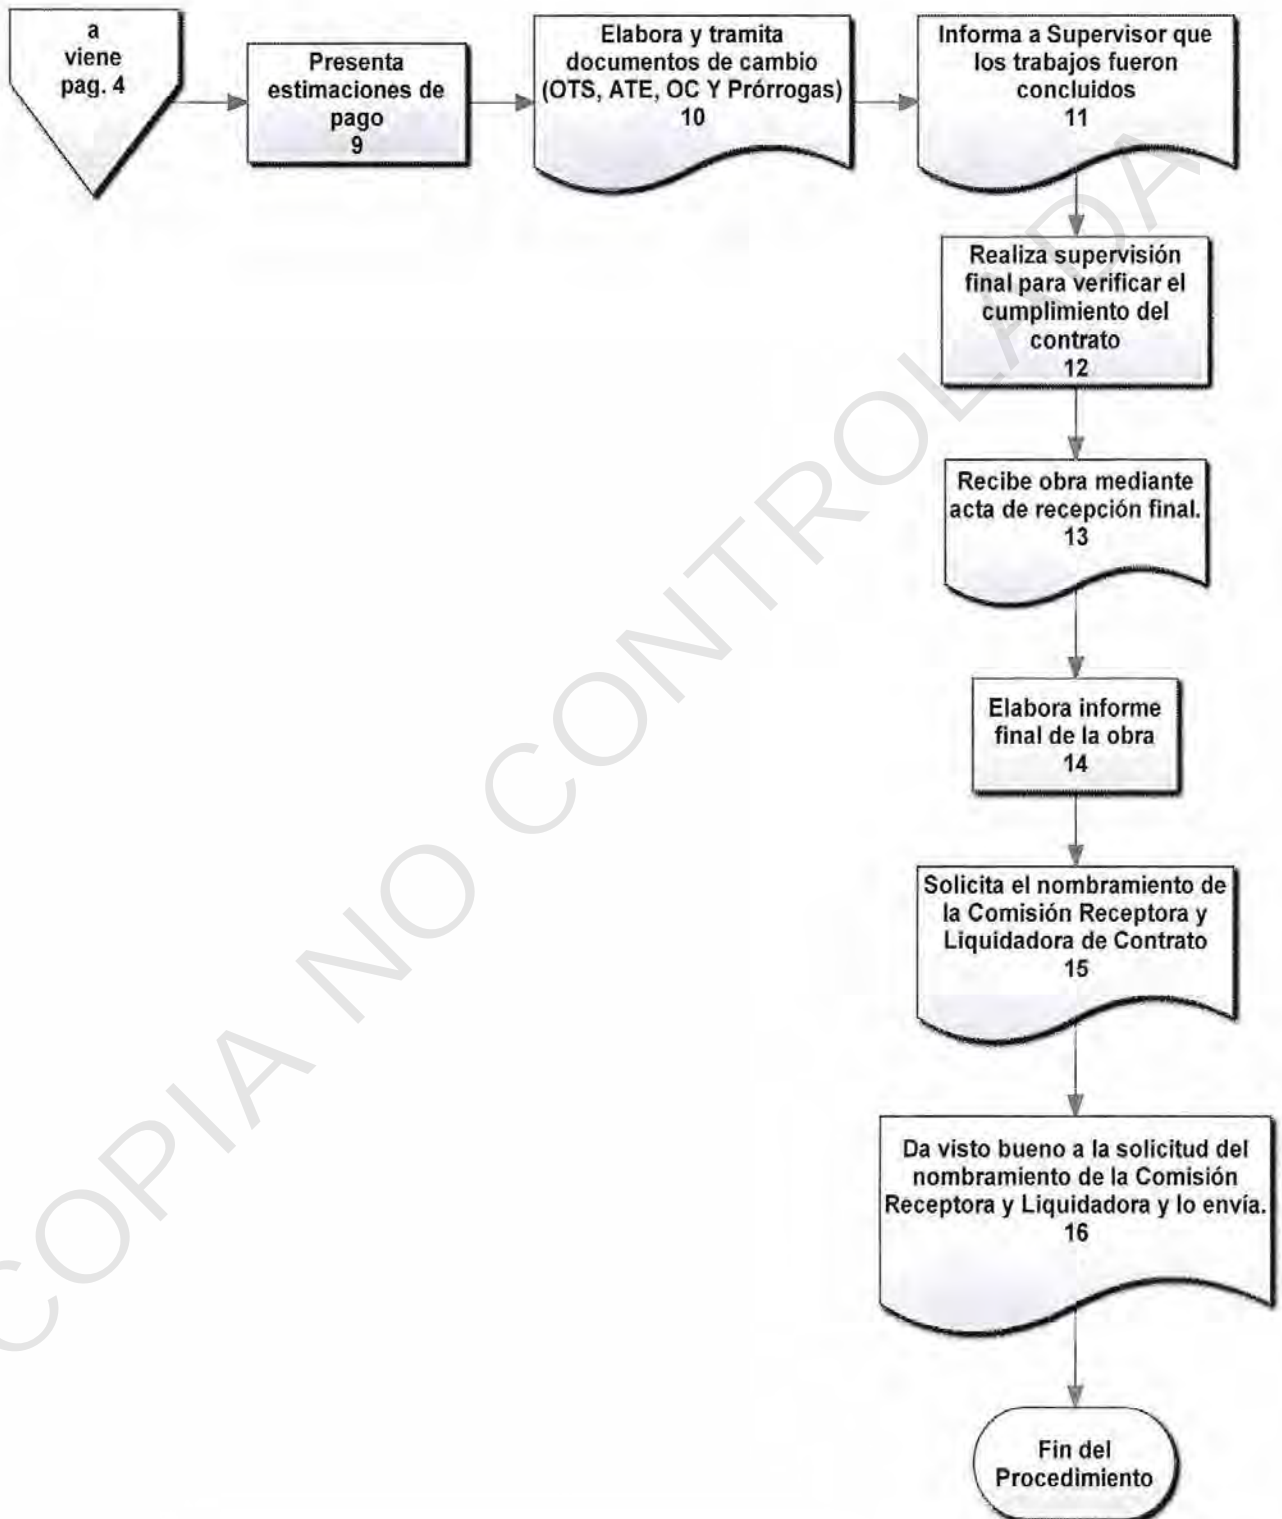 a
viene
pag. 4
Presenta
estimaciones de
pago
9
Elabora y tramita
documentos de cambio
(OTS, ATE, OC Y Prórrogas)
10
Informa a Supervisor que
los trabajos fueron
concluidos
11
Realiza supervisión
final para verificar el
cumplimiento del
contrato
12
Recibe obra mediante
acta de recepción final.
13
Elabora informe
final de la obra
14
Solicita el nombramiento de
la Comisión Receptora y
Liquidadora de Contrato
15
Da visto bueno a la solicitud del
nombramiento de la Comisión
Receptora y Liquidadora y lo envía.
16
Fin del
Procedimiento
COPIA NO CONTROLADA